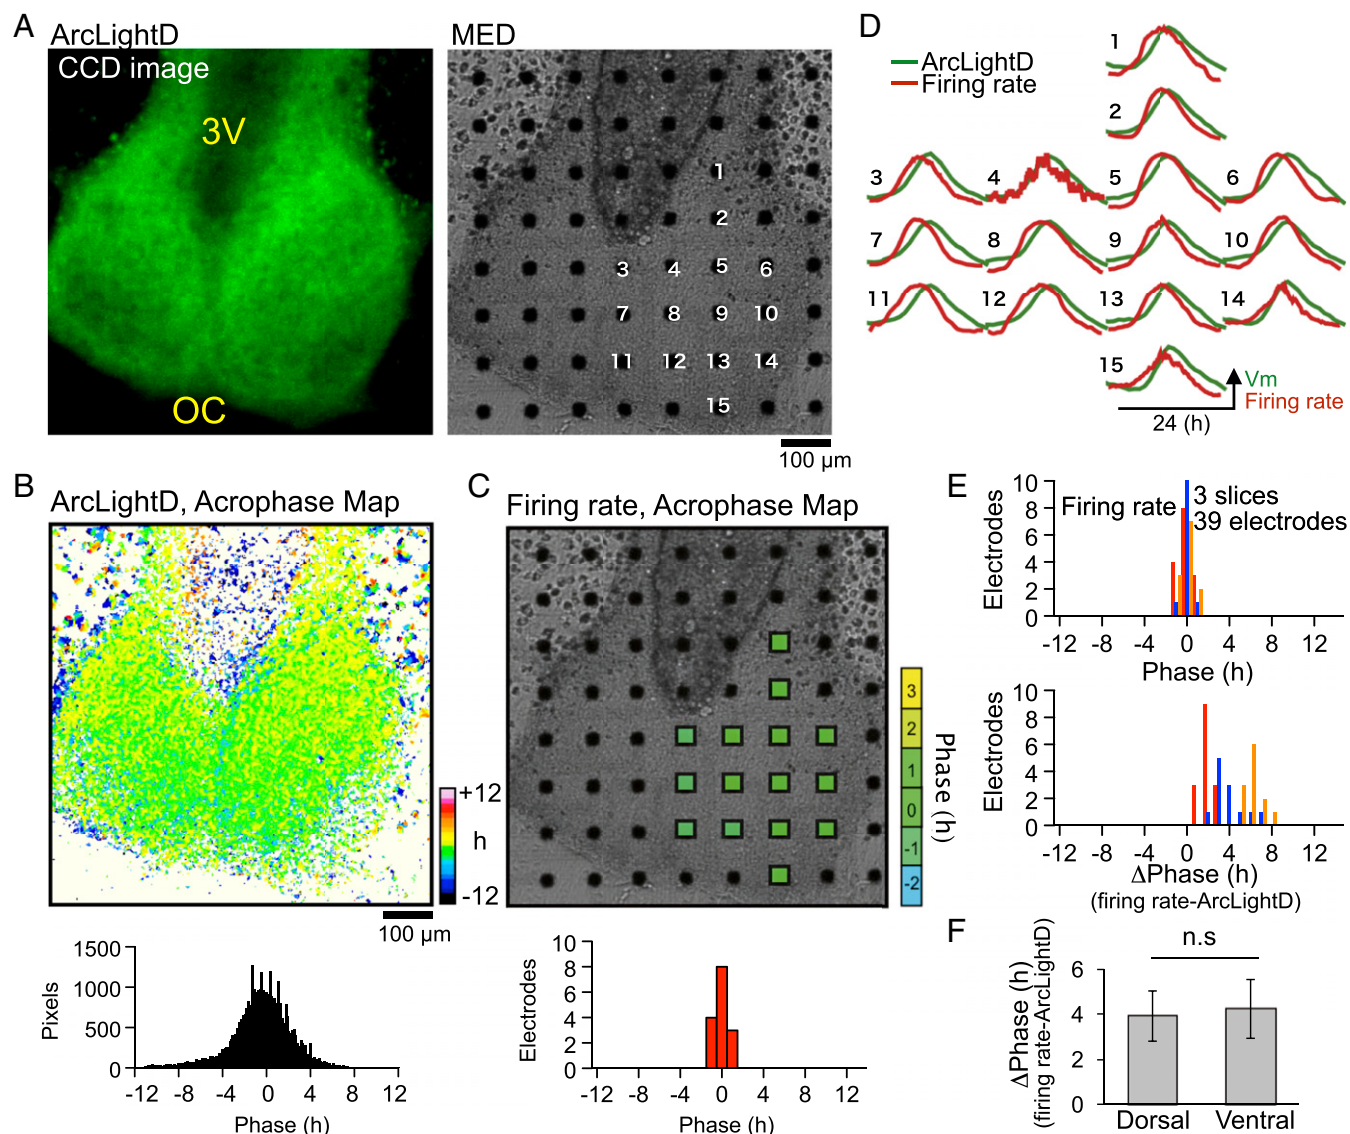 A
ArcLightD
CCD image
3V
OC
MED
1
2
3 4 5 6
7 8 9 10
11 12 13 14
15
100 µm
D
ArcLightD
Firing rate
1
2
3 4 5 6
7 8 9 10
11 12 13 14
15
Vm
Firing rate
24 (h)
B
ArcLightD, Acrophase Map
+12
h
-12
100 µm
1500
1000
500
0
Pixels
-12 -8 -4 0 4 8 12
Phase (h)
C
Firing rate, Acrophase Map
3
2
1
0
-1
-2
Phase (h)
10
8
6
4
2
0
Electrodes
-12 -8 -4 0 4 8 12
Phase (h)
E
Firing rate
3 slices
39 electrodes
10
8
6
4
2
0
Electrodes
-12 -8 -4 0 4 8 12
Phase (h)
10
8
6
4
2
0
Electrodes
-12 -8 -4 0 4 8 12
ΔPhase (h)
(firing rate-ArcLightD)
F
n.s
6
4
2
0
ΔPhase (h)
(firing rate-ArcLightD)
Dorsal Ventral